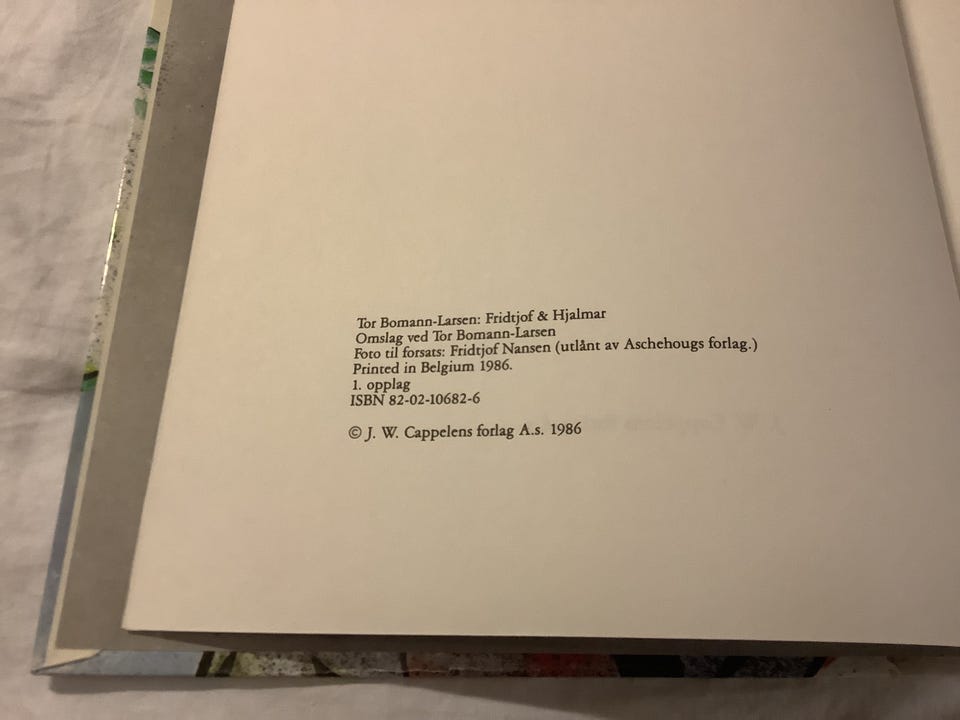 Tor Bomann-Larsen: Fridtjof & Hjalmar
Omslag ved Tor Bomann-Larsen
Foto til forsats: Fridtjof Nansen (utlånt av Aschehougs forlag.)
Printed in Belgium 1986.
1. opplag
ISBN 82-02-10682-6
© J. W. Cappelens forlag A.s. 1986